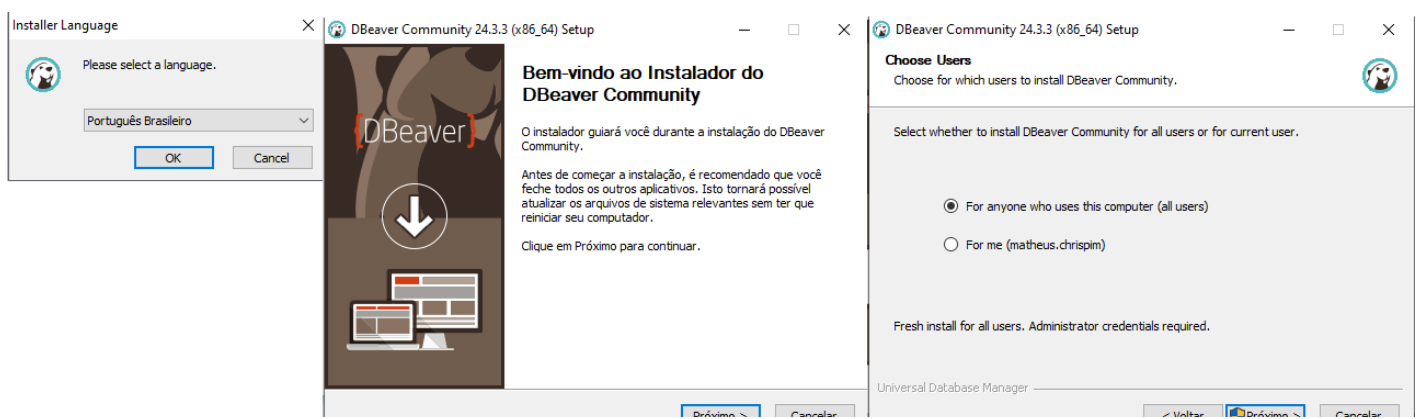 Installer Language
Please select a language.
Português Brasileiro
OK
Cancel
DBeaver Community 24.3.3 (x86_64) Setup
{DBeaver}
Bem-vindo ao Instalador do
DBeaver Community
O instalador guiará você durante a instalação do DBeaver
Community.
Antes de começar a instalação, é recomendado que você
feche todos os outros aplicativos. Isto tornará possível
atualizar os arquivos de sistema relevantes sem ter que
reiniciar seu computador.
Clique em Próximo para continuar.
Próximo >
Cancelar
DBeaver Community 24.3.3 (x86_64) Setup
Choose Users
Choose for which users to install DBeaver Community.
Select whether to install DBeaver Community for all users or for current user.
For anyone who uses this computer (all users)
For me (matheus.chrispim)
Fresh install for all users. Administrator credentials required.
Universal Database Manager
< Voltar
Próximo >
Cancelar